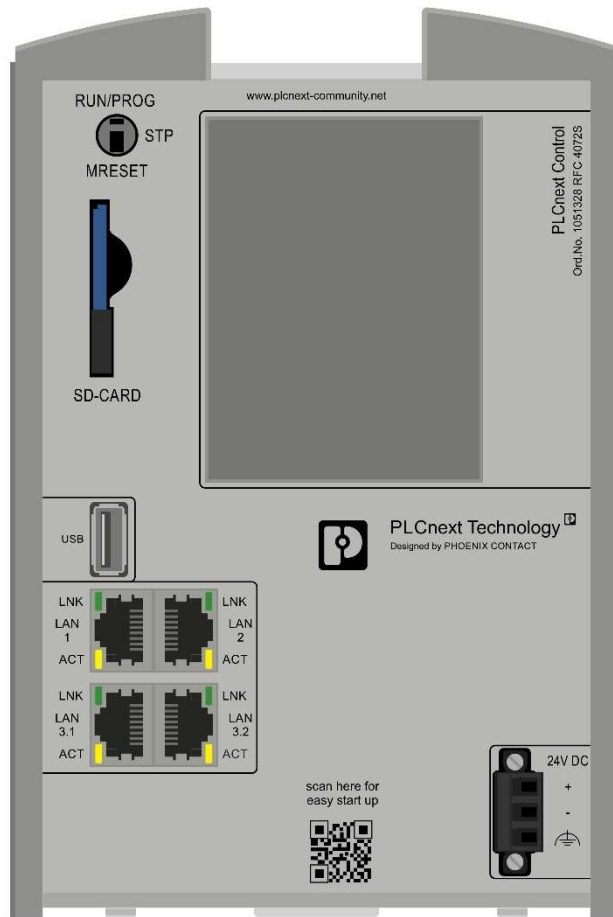 RUN/PROG
STP
MRESET
www.plcnext-community.net
PLCnext Control
Ord.No. 1051328 RFC 4072S
SD-CARD
USB
PLCnext Technology
Designed by PHOENIX CONTACT
LNK
LAN
1
ACT
LNK
LAN
2
ACT
LNK
LAN
3.1
ACT
LNK
LAN
3.2
ACT
scan here for
easy start up
24V DC
+
-